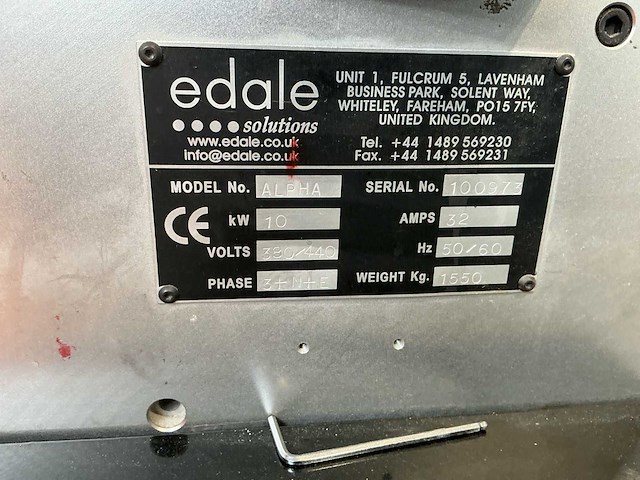 edale
solutions
www.edale.co.uk
info@edale.co.uk
UNIT 1, FULCRUM 5, LAVENHAM
BUSINESS PARK, SOLENT WAY,
WHITELEY, FAREHAM, PO15 7FY,
UNITED KINGDOM.
Tel. +44 1489 569230
Fax. +44 1489 569231
MODEL No. ALPHA
SERIAL No. 100973
CE
kW 10
AMPS 32
VOLTS 380/440
Hz 50/60
PHASE 3+N+E
WEIGHT Kg. 1550